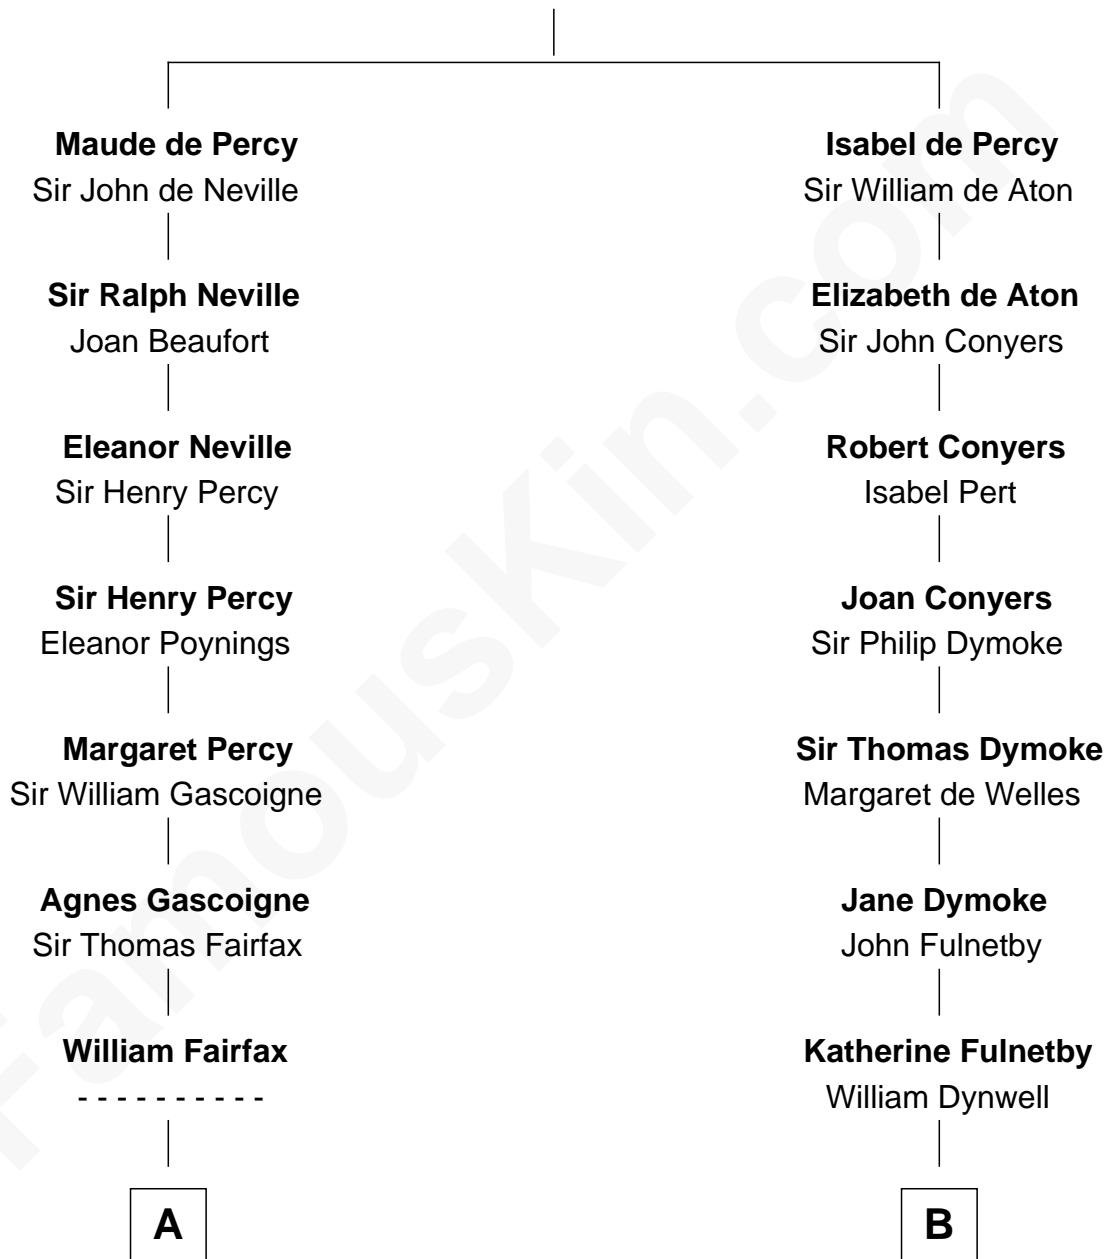 Maude de Percy
Sir John de Neville
Sir Ralph Neville
Joan Beaufort
Eleanor Neville
Sir Henry Percy
Sir Henry Percy
Eleanor Poynings
Margaret Percy
Sir William Gascoigne
Agnes Gascoigne
Sir Thomas Fairfax
William Fairfax
- - - - - - - - - -
A
Isabel de Percy
Sir William de Aton
Elizabeth de Aton
Sir John Conyers
Robert Conyers
Isabel Pert
Joan Conyers
Sir Philip Dymoke
Sir Thomas Dymoke
Margaret de Welles
Jane Dymoke
John Fulnetby
Katherine Fulnetby
William Dynwell
B
FamousKin.com